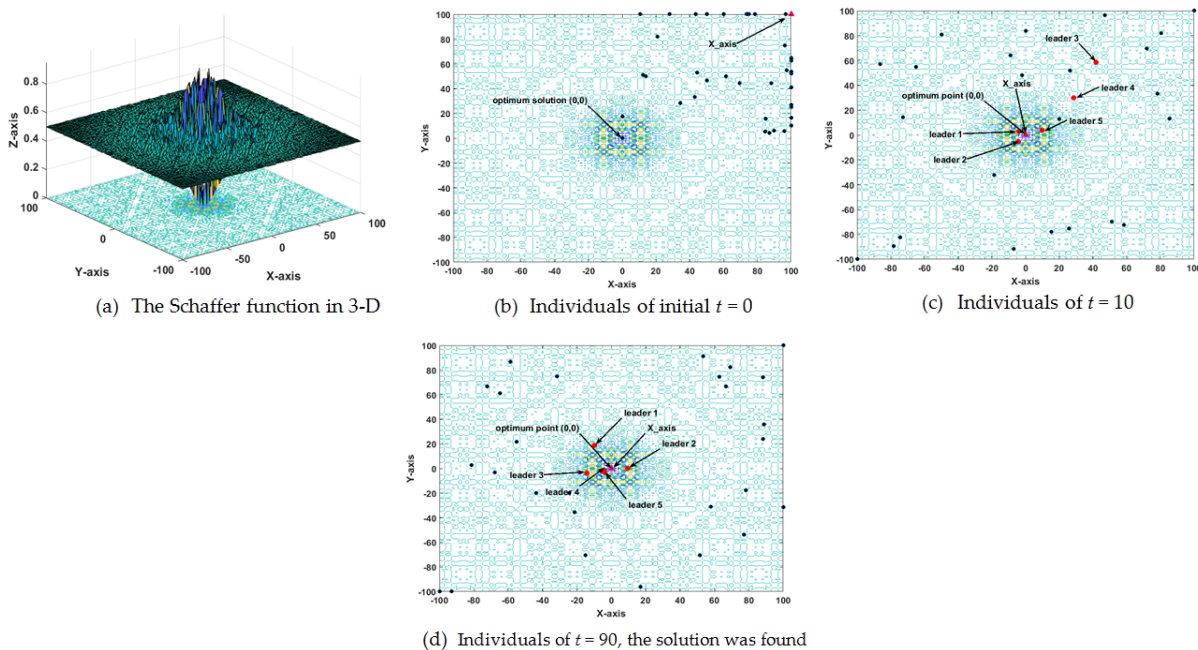 0.8
0.6
0.4
0.2
0
Z-axis
100
0
-100
Y-axis
-100
-50
0
50
100
X-axis
(a) The Schaffer function in 3-D
100
80
60
40
20
0
-20
-40
-60
-80
-100
Y-axis
X_axis
optimum solution (0,0)
-100 -80 -60 -40 -20 0 20 40 60 80 100
X-axis
(b) Individuals of initial t = 0
100
80
60
40
20
0
-20
-40
-60
-80
-100
Y-axis
leader 3
X_axis
leader 4
optimum point (0,0)
leader 5
leader 1
leader 2
-100 -80 -60 -40 -20 0 20 40 60 80 100
X-axis
(c) Individuals of t = 10
100
80
60
40
20
0
-20
-40
-60
-80
-100
Y-axis
leader 1
optimum point (0,0)
X_axis
leader 2
leader 3
leader 4
leader 5
-100 -80 -60 -40 -20 0 20 40 60 80 100
X-axis
(d) Individuals of t = 90, the solution was found